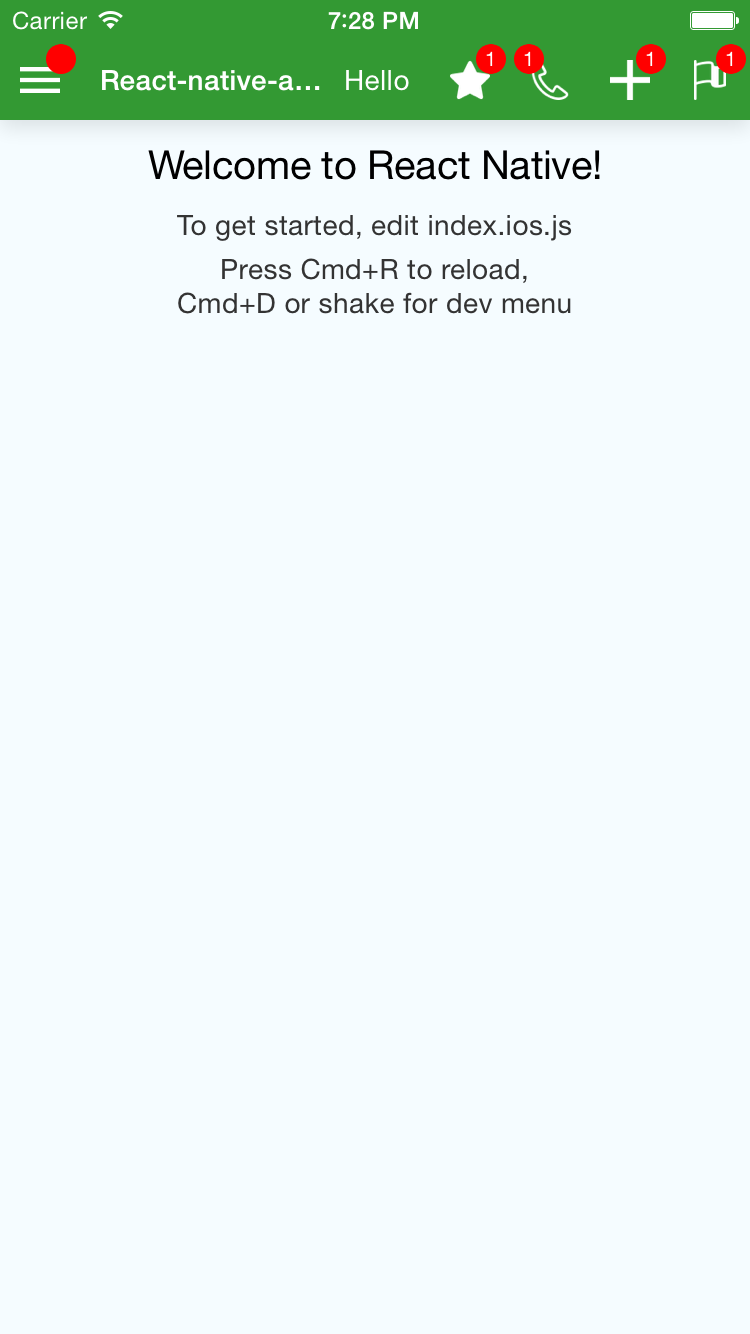 Carrier 7:28 PM
React-native-a... Hello 1 1 1 1
Welcome to React Native!
To get started, edit index.ios.js
Press Cmd+R to reload,
Cmd+D or shake for dev menu